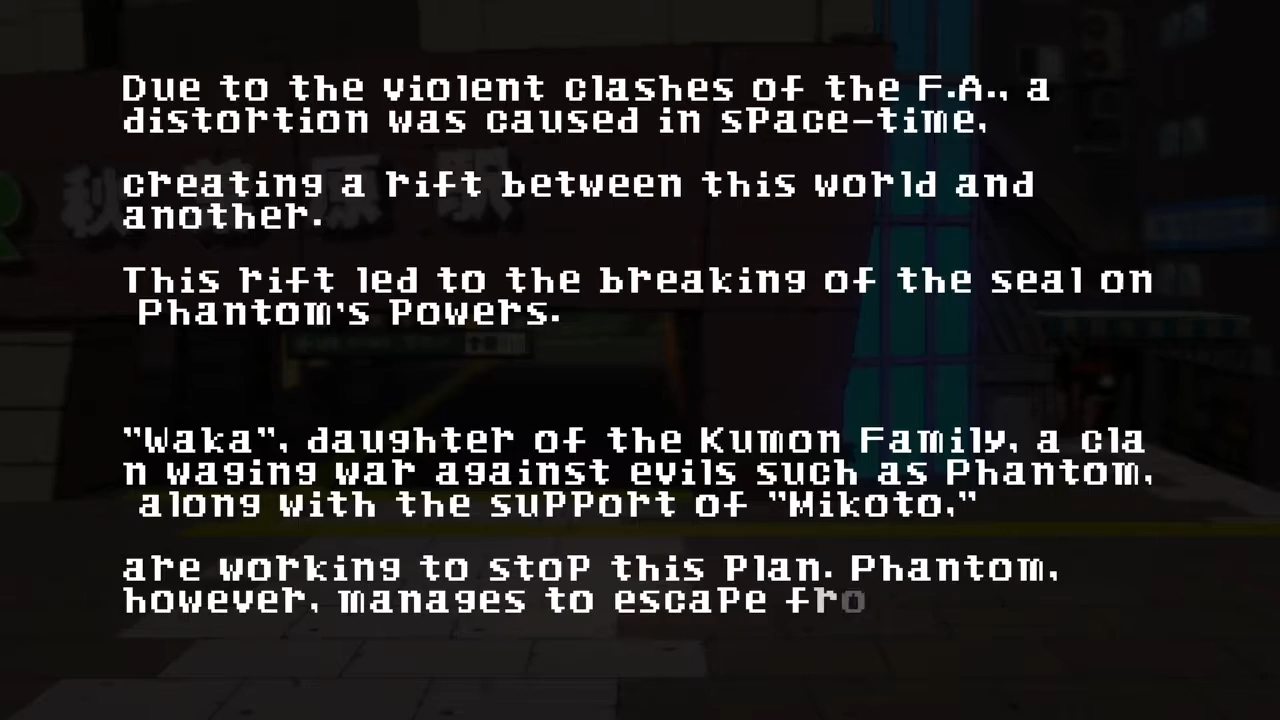 Due to the violent clashes of the F.A., a
distortion was caused in space-time,
creating a rift between this world and
another.
This rift led to the breaking of the seal on
Phantom's powers.
"Waka", daughter of the Kumon Family, a cla
n waging war against evils such as Phantom,
along with the support of "Mikoto,"
are working to stop this plan. Phantom,
however, manages to escape fro